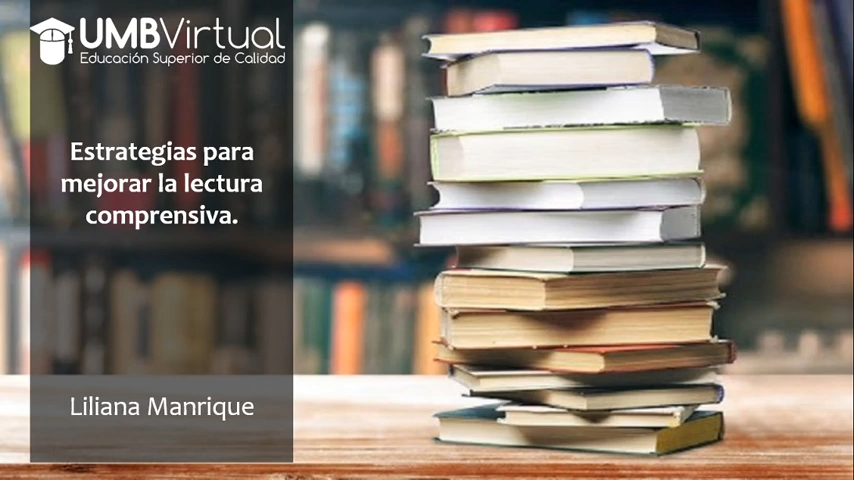 UMBVirtual
Educación Superior de Calidad
Estrategias para
mejorar la lectura
comprensiva.
Liliana Manrique